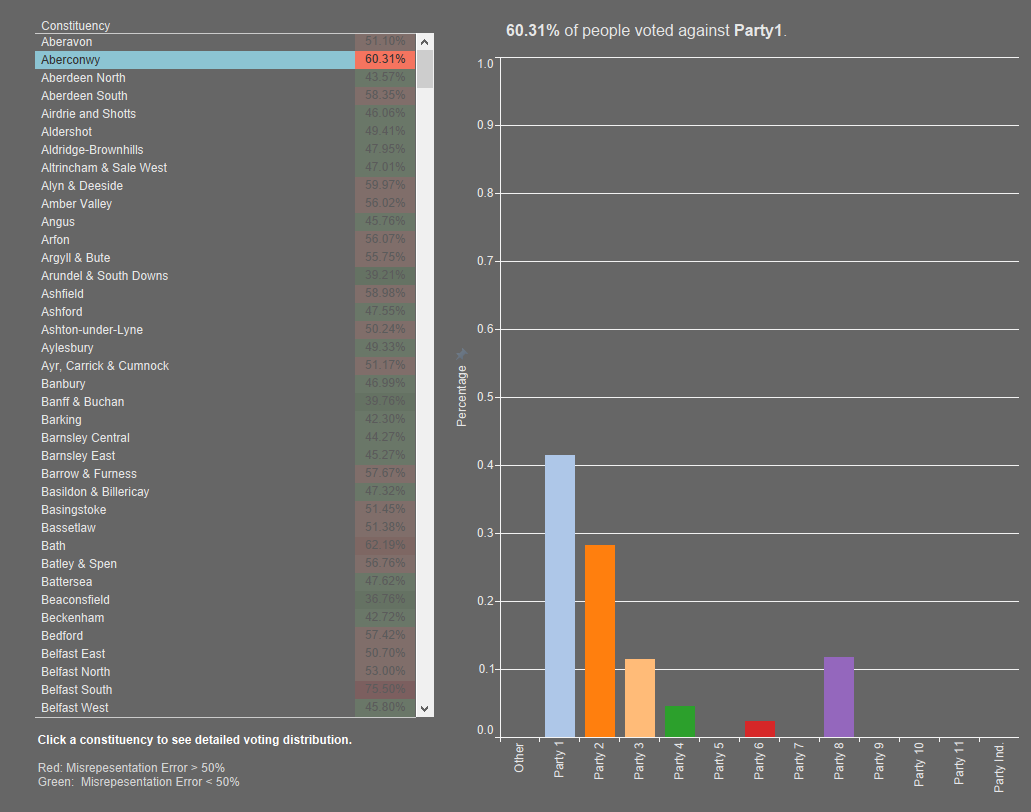 Constituency
Aberavon 51.10%
Aberconwy 60.31%
Aberdeen North 43.57%
Aberdeen South 58.35%
Airdrie and Shotts 46.06%
Aldershot 49.41%
Aldridge-Brownhills 47.95%
Altrincham & Sale West 47.01%
Alyn & Deeside 59.97%
Amber Valley 56.02%
Angus 45.76%
Arfon 56.07%
Argyll & Bute 55.75%
Arundel & South Downs 39.21%
Ashfield 58.98%
Ashford 47.55%
Ashton-under-Lyne 50.24%
Aylesbury 49.33%
Ayr, Carrick & Cumnock 51.17%
Banbury 46.99%
Banff & Buchan 39.76%
Barking 42.30%
Barnsley Central 44.27%
Barnsley East 45.27%
Barrow & Furness 57.67%
Basildon & Billericay 47.32%
Basingstoke 51.45%
Bassetlaw 51.38%
Bath 62.19%
Batley & Spen 56.76%
Battersea 47.62%
Beaconsfield 36.76%
Beckenham 42.72%
Bedford 57.42%
Belfast East 50.70%
Belfast North 53.00%
Belfast South
Belfast West 45.80%
Click a constituency to see detailed voting distribution.
Red: Misrepesentation Error > 50%
Green: Misrepesentation Error < 50%
60.31% of people voted against Party1.
Percentage
1.0
0.9
0.8
0.7
0.6
0.5
0.4
0.3
0.2
0.1
0.0
Other
Party 1
Party 2
Party 3
Party 4
Party 5
Party 6
Party 7
Party 8
Party 9
Party 10
Party 11
Party Ind.